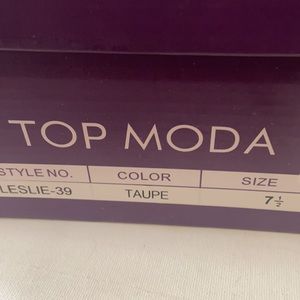 TOP MODA
STYLE NO. COLOR SIZE
LESLIE-39 TAUPE 7½